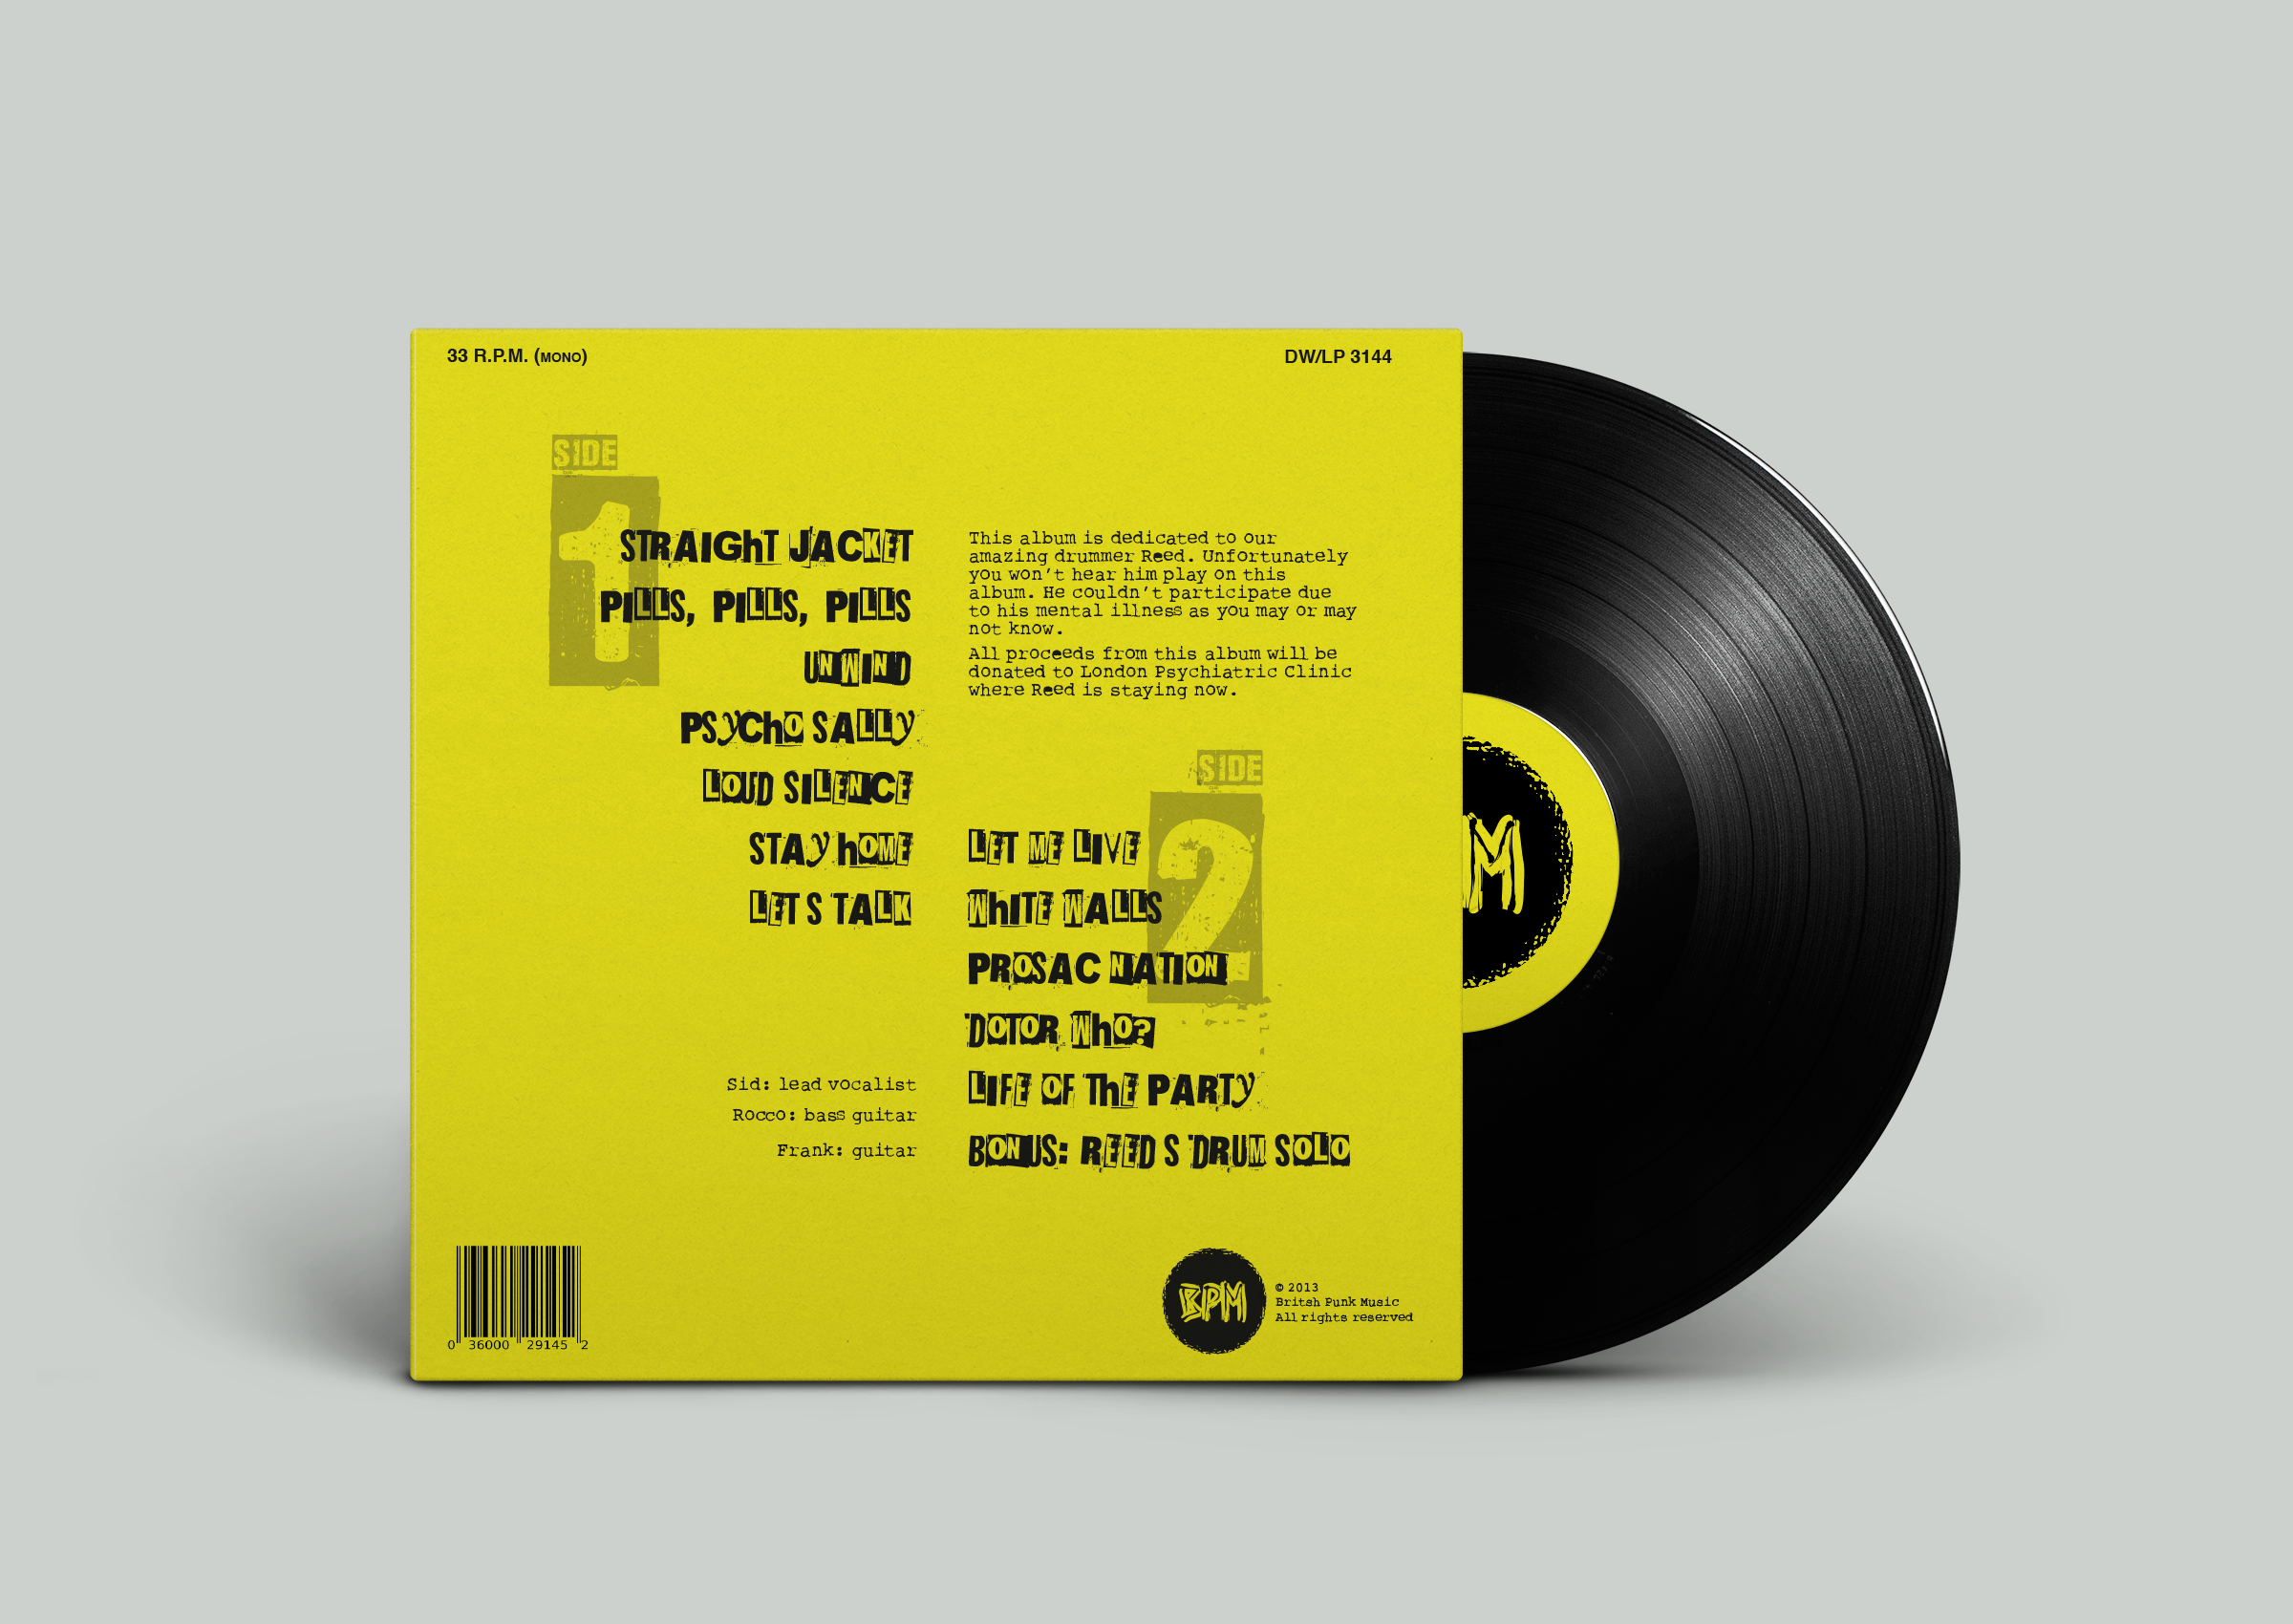 33 R.P.M. (MONO)
DW/LP 3144
SIDE
1
STRAIGhT JACKET
PILLS, PILLS, PILLS
UNWIND
PSyChO SALLy
LOUD SILENCE
STAy hOME
LET S TALK
This album is dedicated to our
amazing drummer Reed. Unfortunately
you won't hear him play on this
album. He couldn't participate due
to his mental illness as you may or may
not know.
All proceeds from this album will be
donated to London Psychiatric Clinic
where Reed is staying now.
SIDE
2
LET ME LIVE
WhITE WALLS
PROSAC NATION
DOTOR WhO?
LIFE OF ThE PARTy
BONUS: REED S DRUM SOLO
Sid: lead vocalist
Rocco: bass guitar
Frank: guitar
0 36000 29145 2
BPM
© 2013
Britsh Punk Music
All rights reserved
M